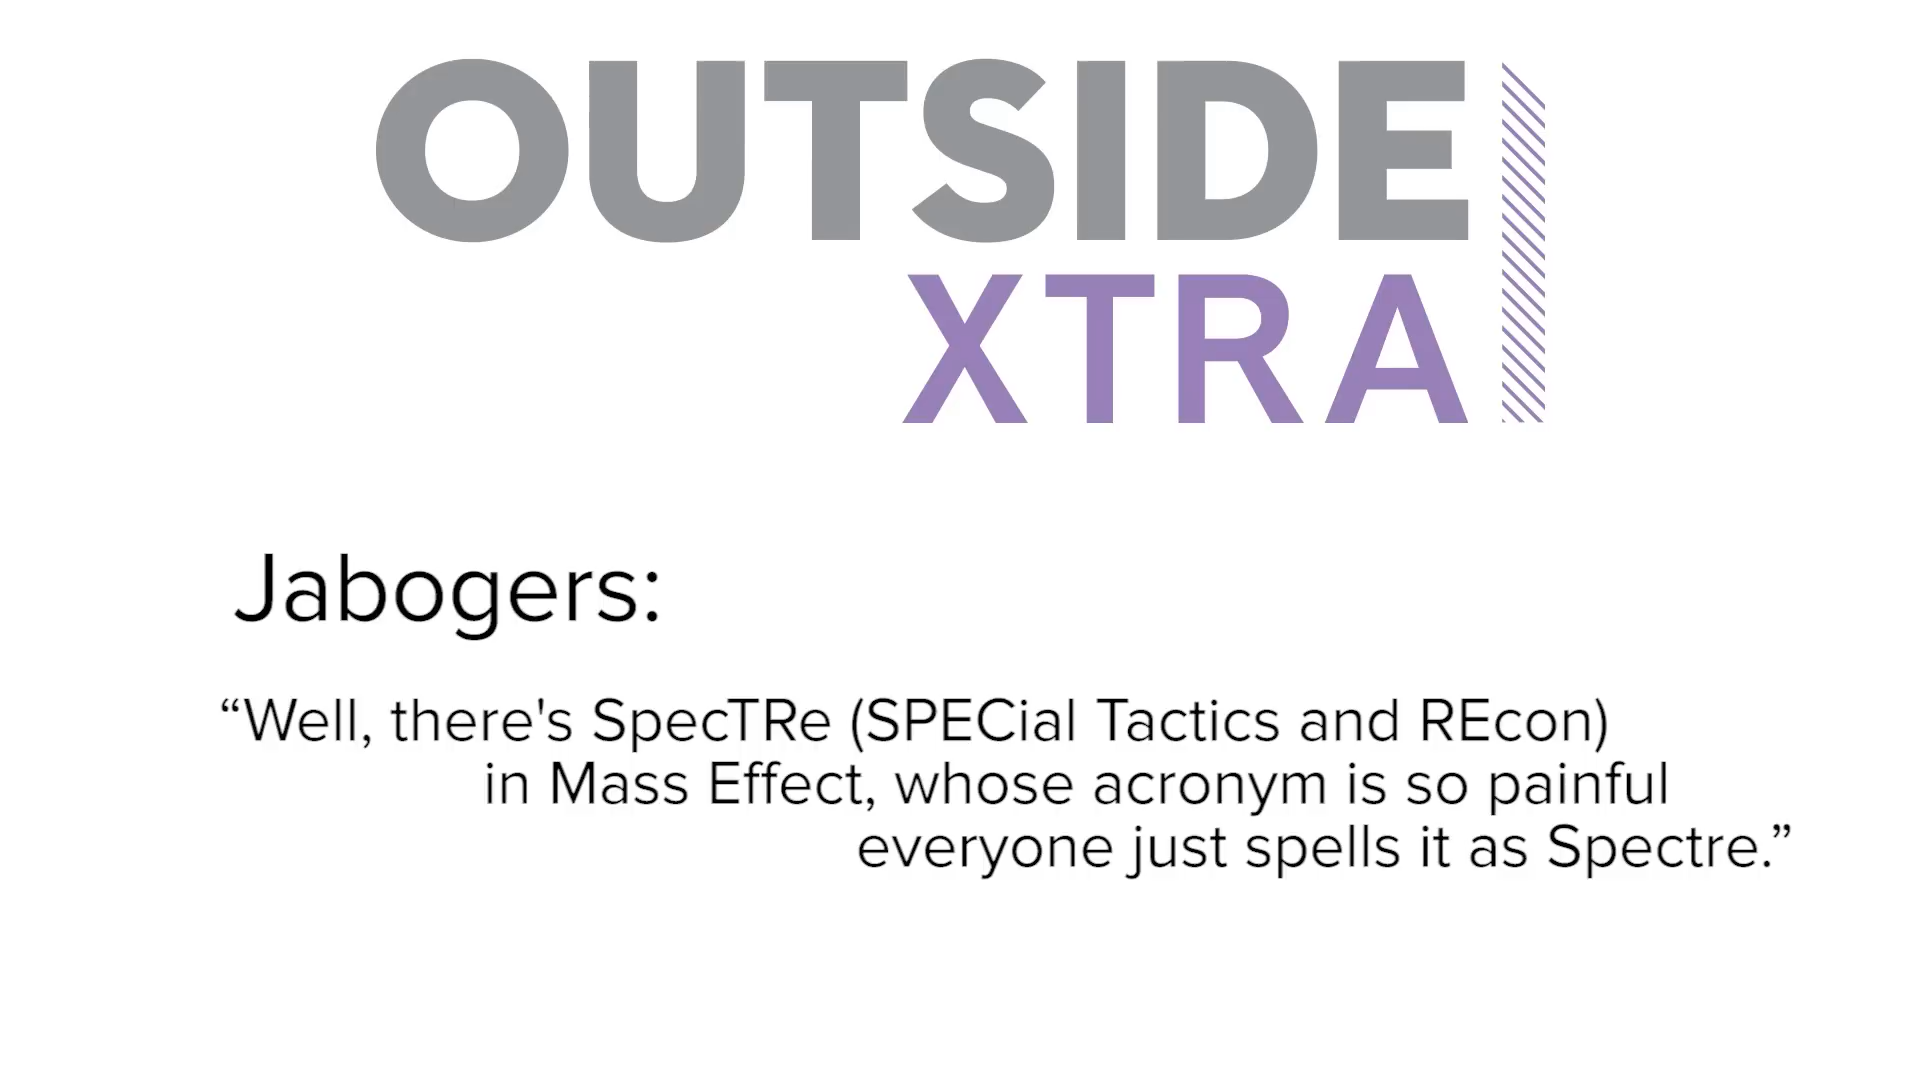 OUTSIDE
XTRA
Jabogers:
“Well, there's SpecTRe (SPECial Tactics and REcon)
in Mass Effect, whose acronym is so painful
everyone just spells it as Spectre.”